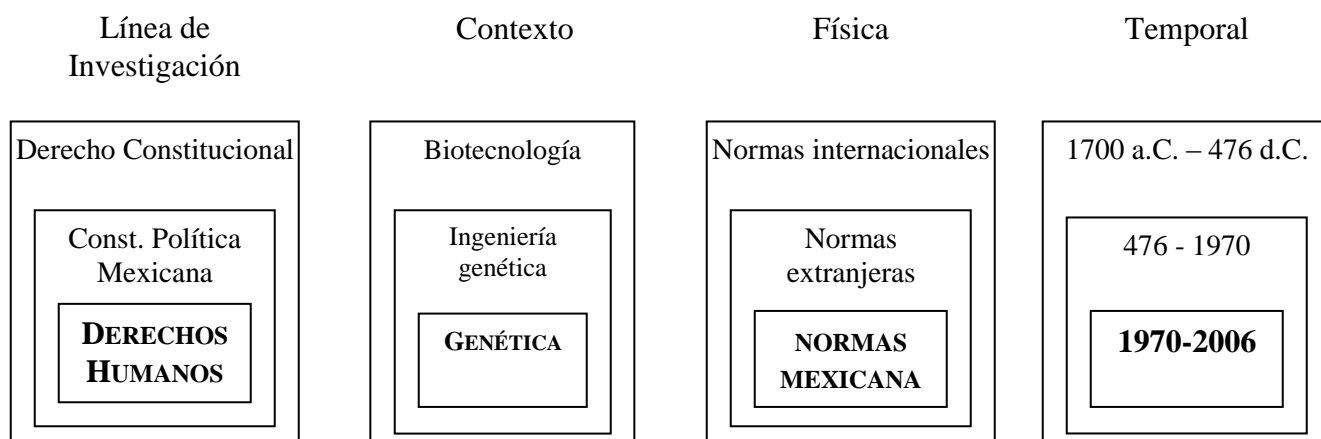 Línea de
Investigación
Contexto
Física
Temporal
Derecho Constitucional
Const. Política
Mexicana
DERECHOS
HUMANOS
Biotecnología
Ingeniería
genética
GENÉTICA
Normas internacionales
Normas
extranjeras
NORMAS
MEXICANA
1700 a.C. – 476 d.C.
476 - 1970
1970-2006